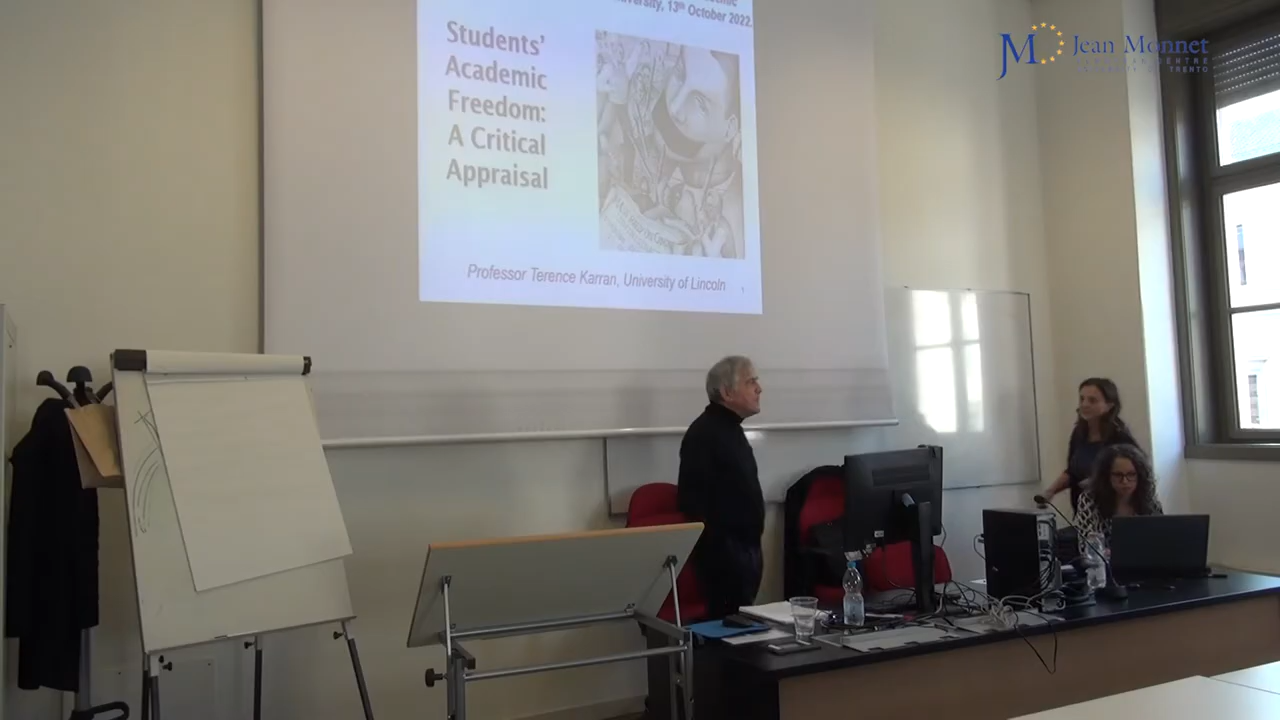 University, 13th October 2022.
Students'
Academic
Freedom:
A Critical
Appraisal
Professor Terence Karran, University of Lincoln
Jean Monnet